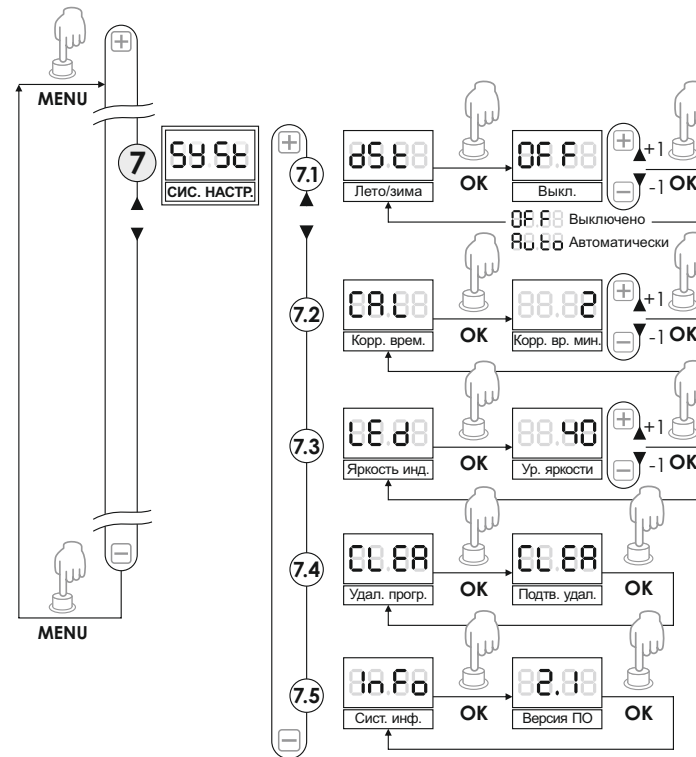 MENU
7
SYSt
СИС. НАСТР.
MENU
7.1
dSt
Лето/зима
OK
OFF
Выкл.
+1
-1 OK
OFF Выключено
Auto Автоматически
7.2
CAL
Корр. врем.
OK
2
Корр. вр. мин.
+1
-1 OK
7.3
LEd
Яркость инд.
OK
40
Ур. яркости
+1
-1 OK
7.4
CLEA
Удал. прогр.
OK
CLEA
Подтв. удал.
OK
7.5
InFo
Сист. инф.
OK
2.1
Версия ПО
OK